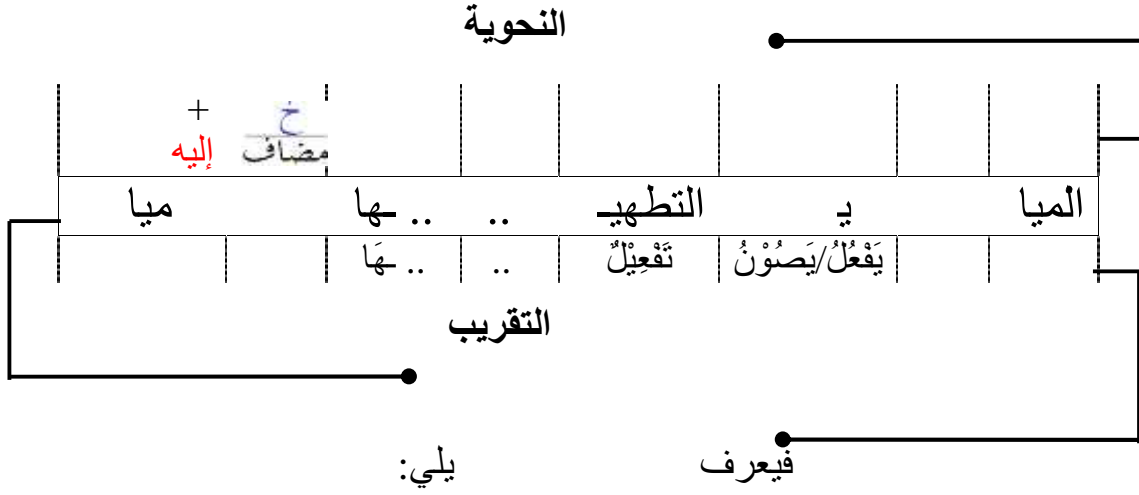 النحوية
خ +
مضاف إليه
الميا يـ التطهيـ .. .. ـها ميا
يَفْعُلُ/يَصُوْنُ تَفْعِيْلٌ .. .. ـهَا
التقريب
فيعرف يلي: